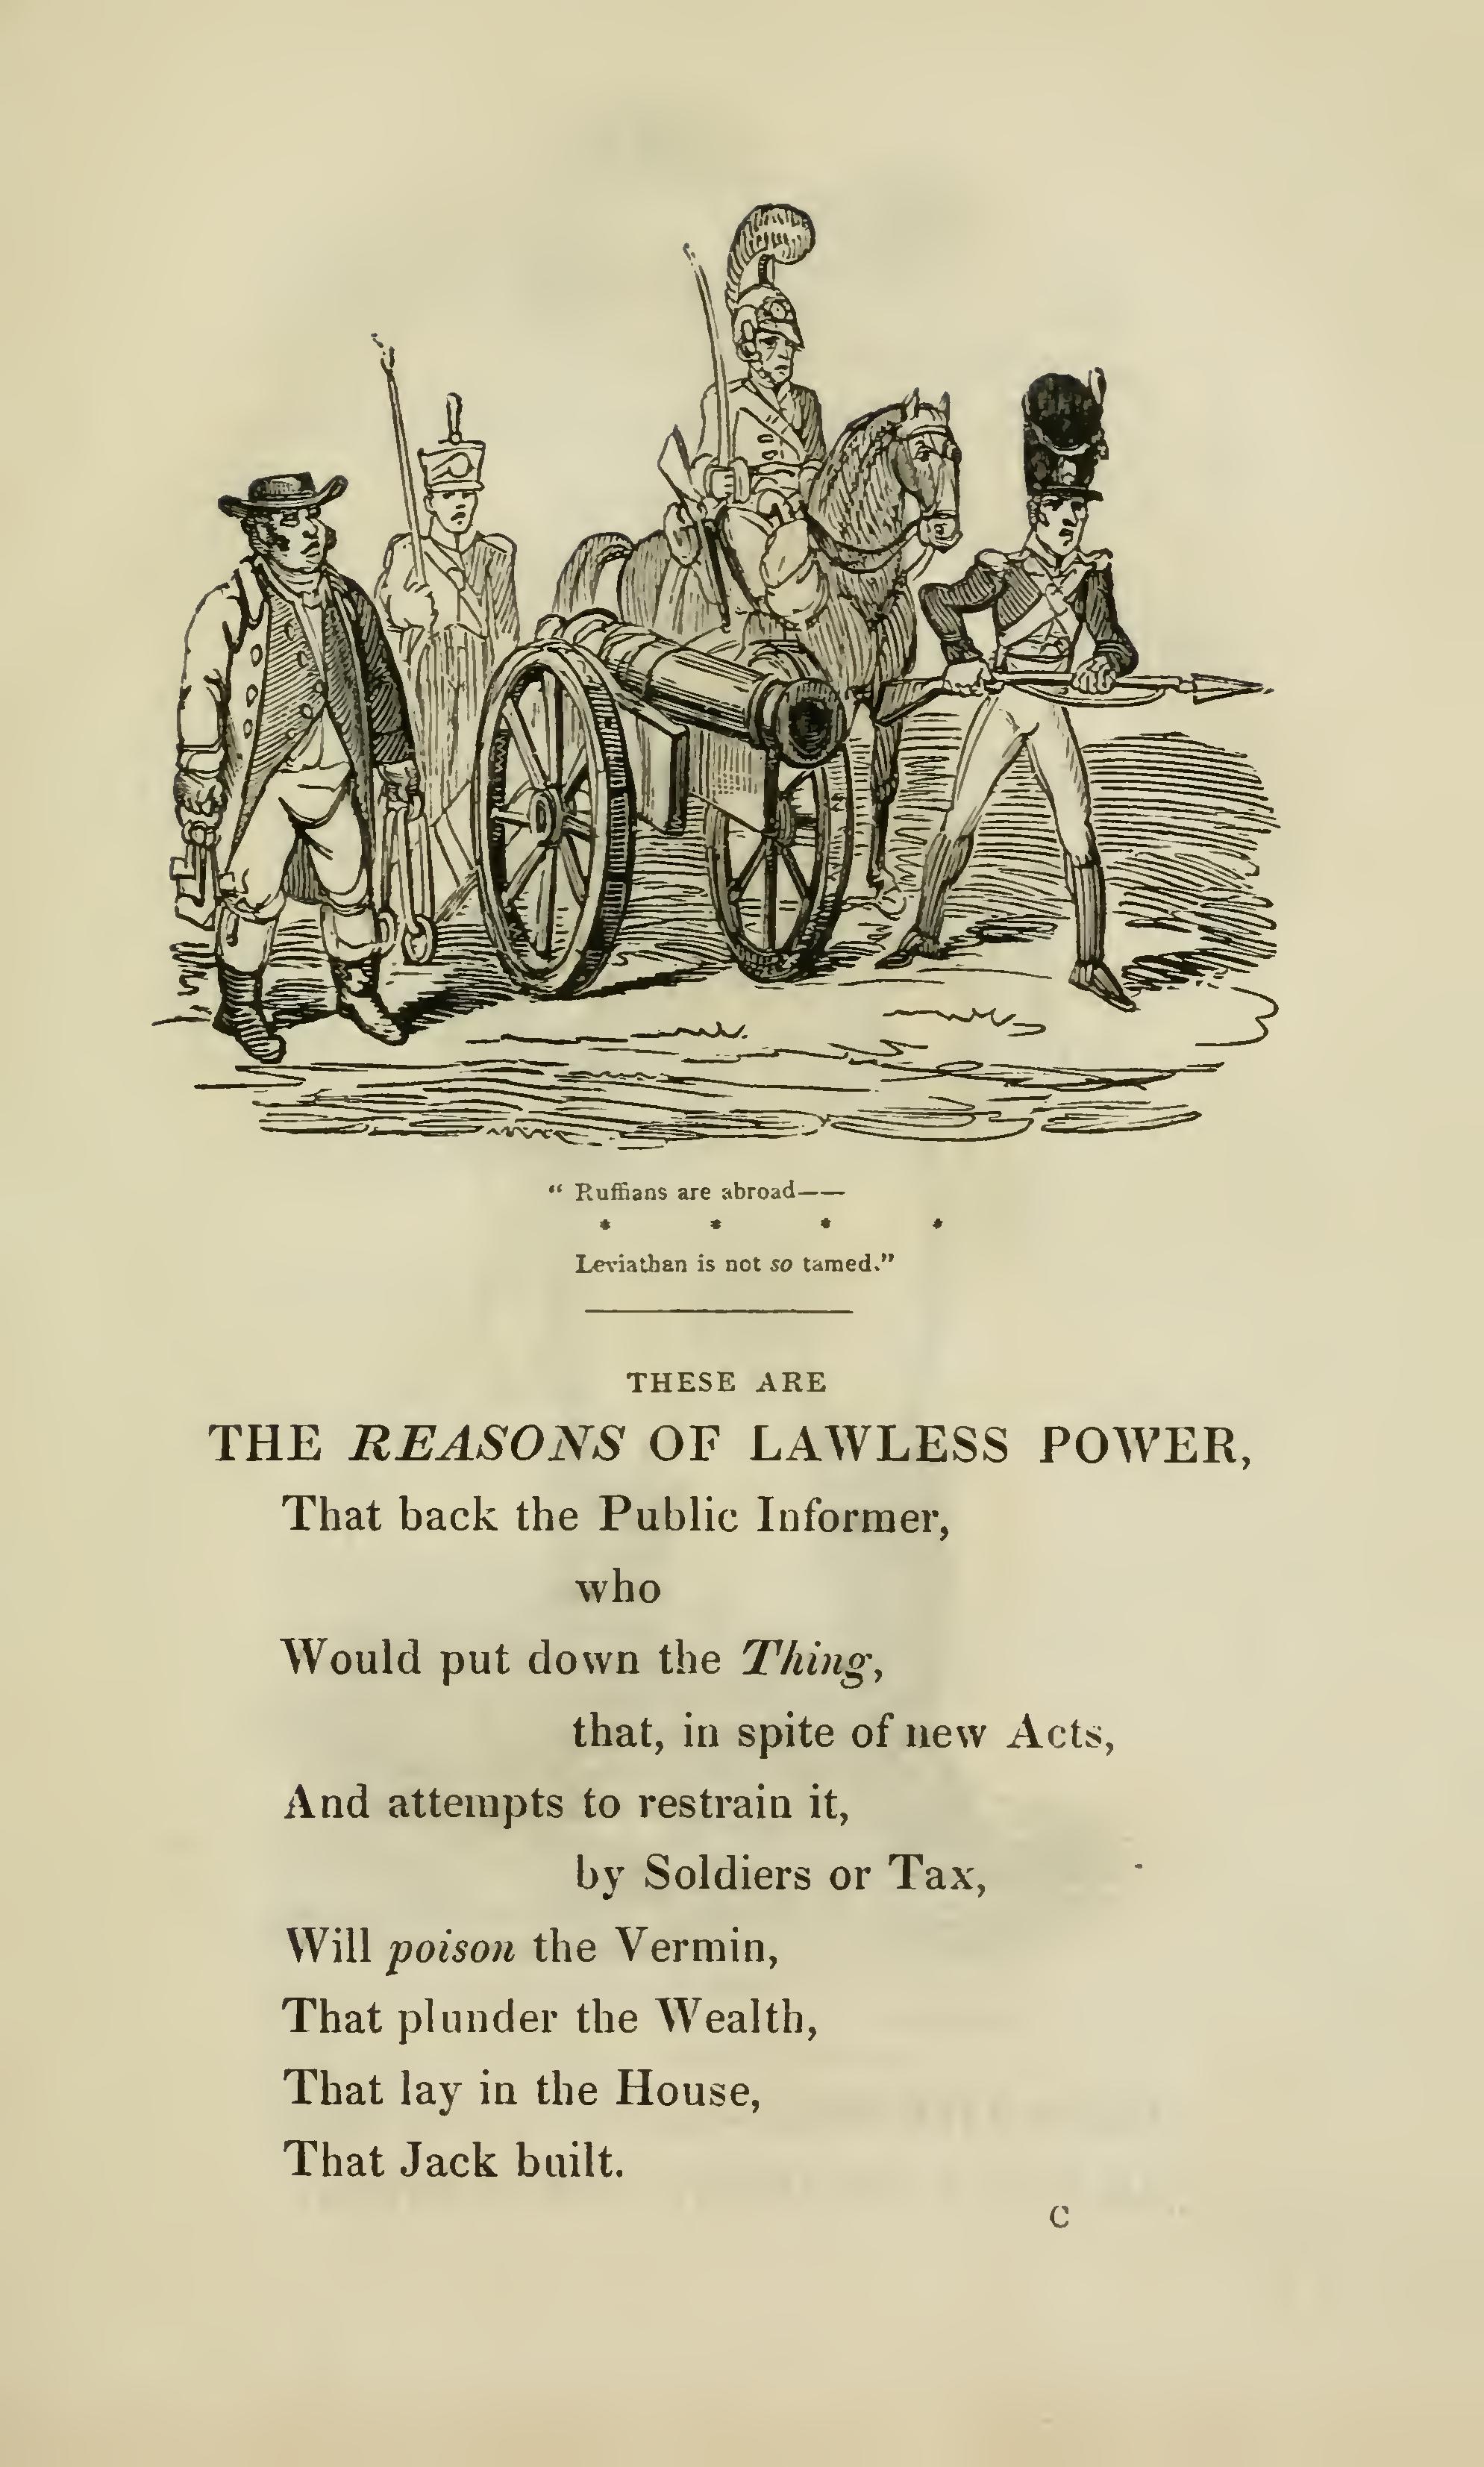 “ Ruffians are abroad——
* * * *
Leviathan is not so tamed.”
THESE ARE
THE REASONS OF LAWLESS POWER,
That back the Public Informer,
who
Would put down the Thing,
that, in spite of new Acts,
And attempts to restrain it,
by Soldiers or Tax,
Will poison the Vermin,
That plunder the Wealth,
That lay in the House,
That Jack built.
C